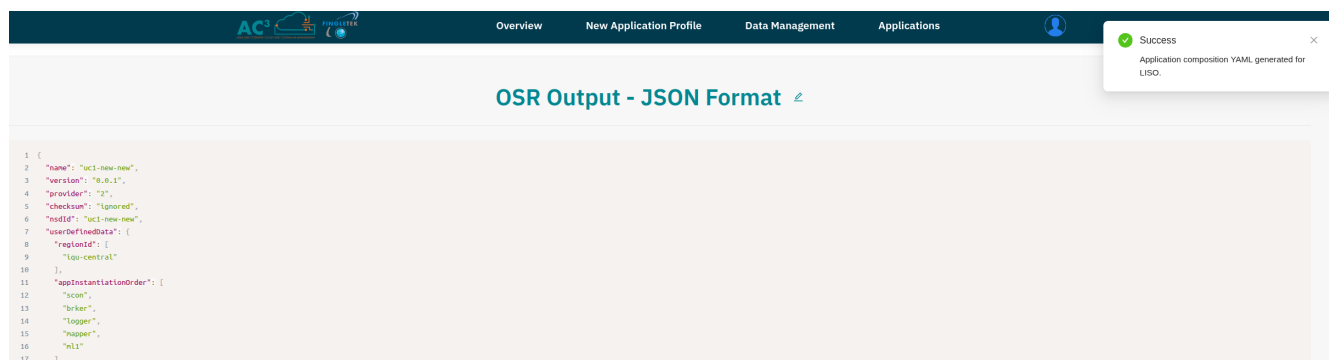 AC³ FINGLETEK
Overview New Application Profile Data Management Applications
Success
Application composition YAML generated for
LISO.
OSR Output - JSON Format
1 {
2 "name": "uc1-new-new",
3 "version": "0.0.1",
4 "provider": "2",
5 "checksum": "ignored",
6 "nsdId": "uc1-new-new",
7 "userDefinedData": {
8 "regionId": [
9 "iqu-central"
10 ],
11 "appInstantiationOrder": [
12 "scon",
13 "brker",
14 "logger",
15 "mapper",
16 "ml1"
17 ]